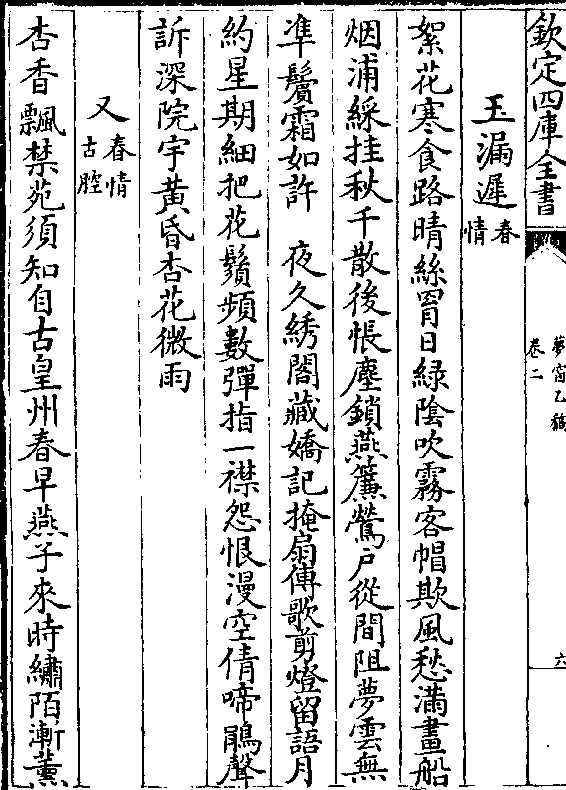 欽定四庫全書
夢窗乙稿
卷二
六
玉漏遲
春
情
絮花寒食路晴絲罥日緑隂吹霧客帽欺風愁滿畫船
烟浦綵挂秋千散後悵塵鎖燕簾鶯户從間阻夢雲無
凖鬢霜如許　夜久綉閣藏嬌記掩扇傳歌剪燈留語月
約星期細把花鬚頻數彈指一襟怨恨漫空倩啼鵑聲
訴深院宇黄昏杏花微雨
又
春情
古腔
杏香飄禁苑須知自古皇州春早燕子來時繡陌漸薰